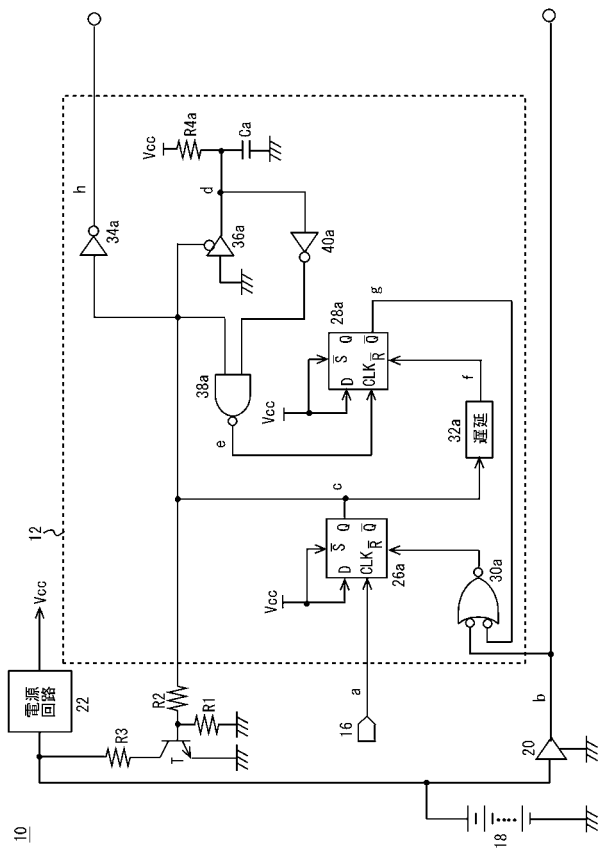 10
電源
回路
22
Vcc
R3
T
R2
R1
16
a
18
20
b
12
h
34a
Vcc
R4a
Ca
d
36a
40a
38a
e
Vcc
D
S̅
Q
CLK
R̅
Q̅
28a
g
f
32a
遅延
c
Vcc
D
S̅
Q
CLK
R̅
Q̅
26a
30a